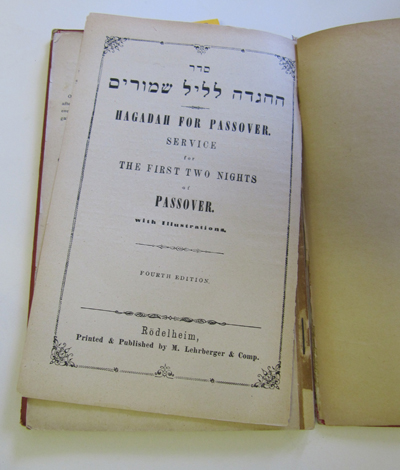 סדר
ההגדה לליל שמורים
HAGADAH FOR PASSOVER.
SERVICE
for
THE FIRST TWO NIGHTS
of
PASSOVER.
with Illustrations.
FOURTH EDITION.
Rödelheim,
Printed & Published by M. Lehrberger & Comp.